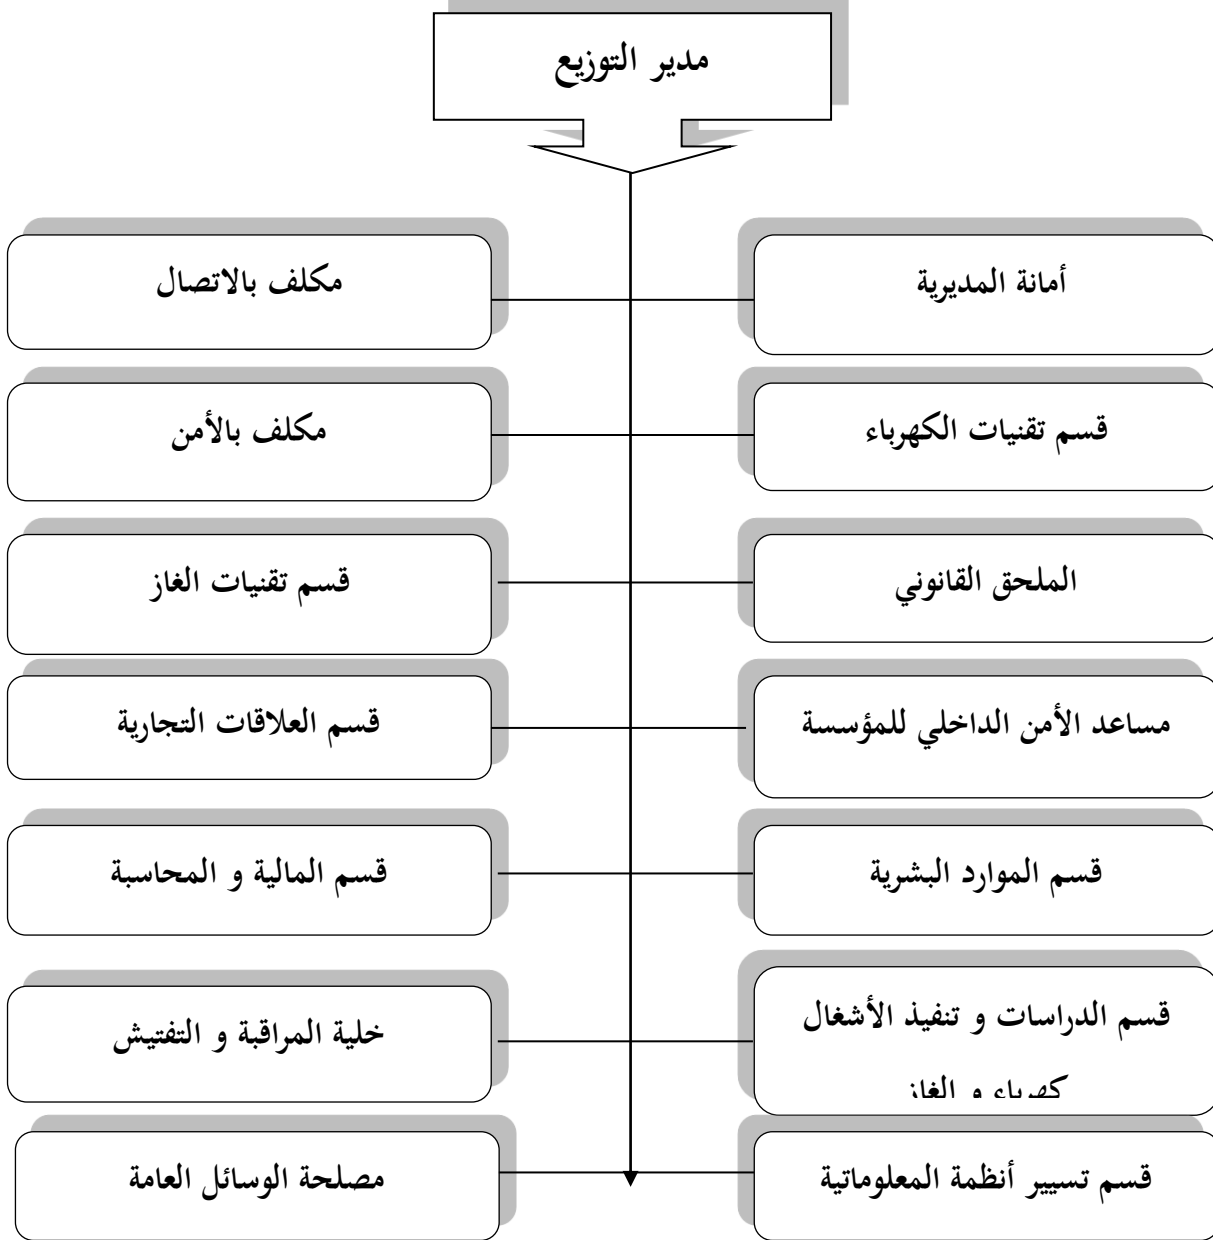 مدير التوزيع
أمانة المديرية
مكلف بالاتصال
قسم تقنيات الكهرباء
مكلف بالأمن
الملحق القانوني
قسم تقنيات الغاز
مساعد الأمن الداخلي للمؤسسة
قسم العلاقات التجارية
قسم الموارد البشرية
قسم المالية و المحاسبة
قسم الدراسات و تنفيذ الأشغال
كهرباء و الغاز
خلية المراقبة و التفتيش
قسم تسيير أنظمة المعلوماتية
مصلحة الوسائل العامة